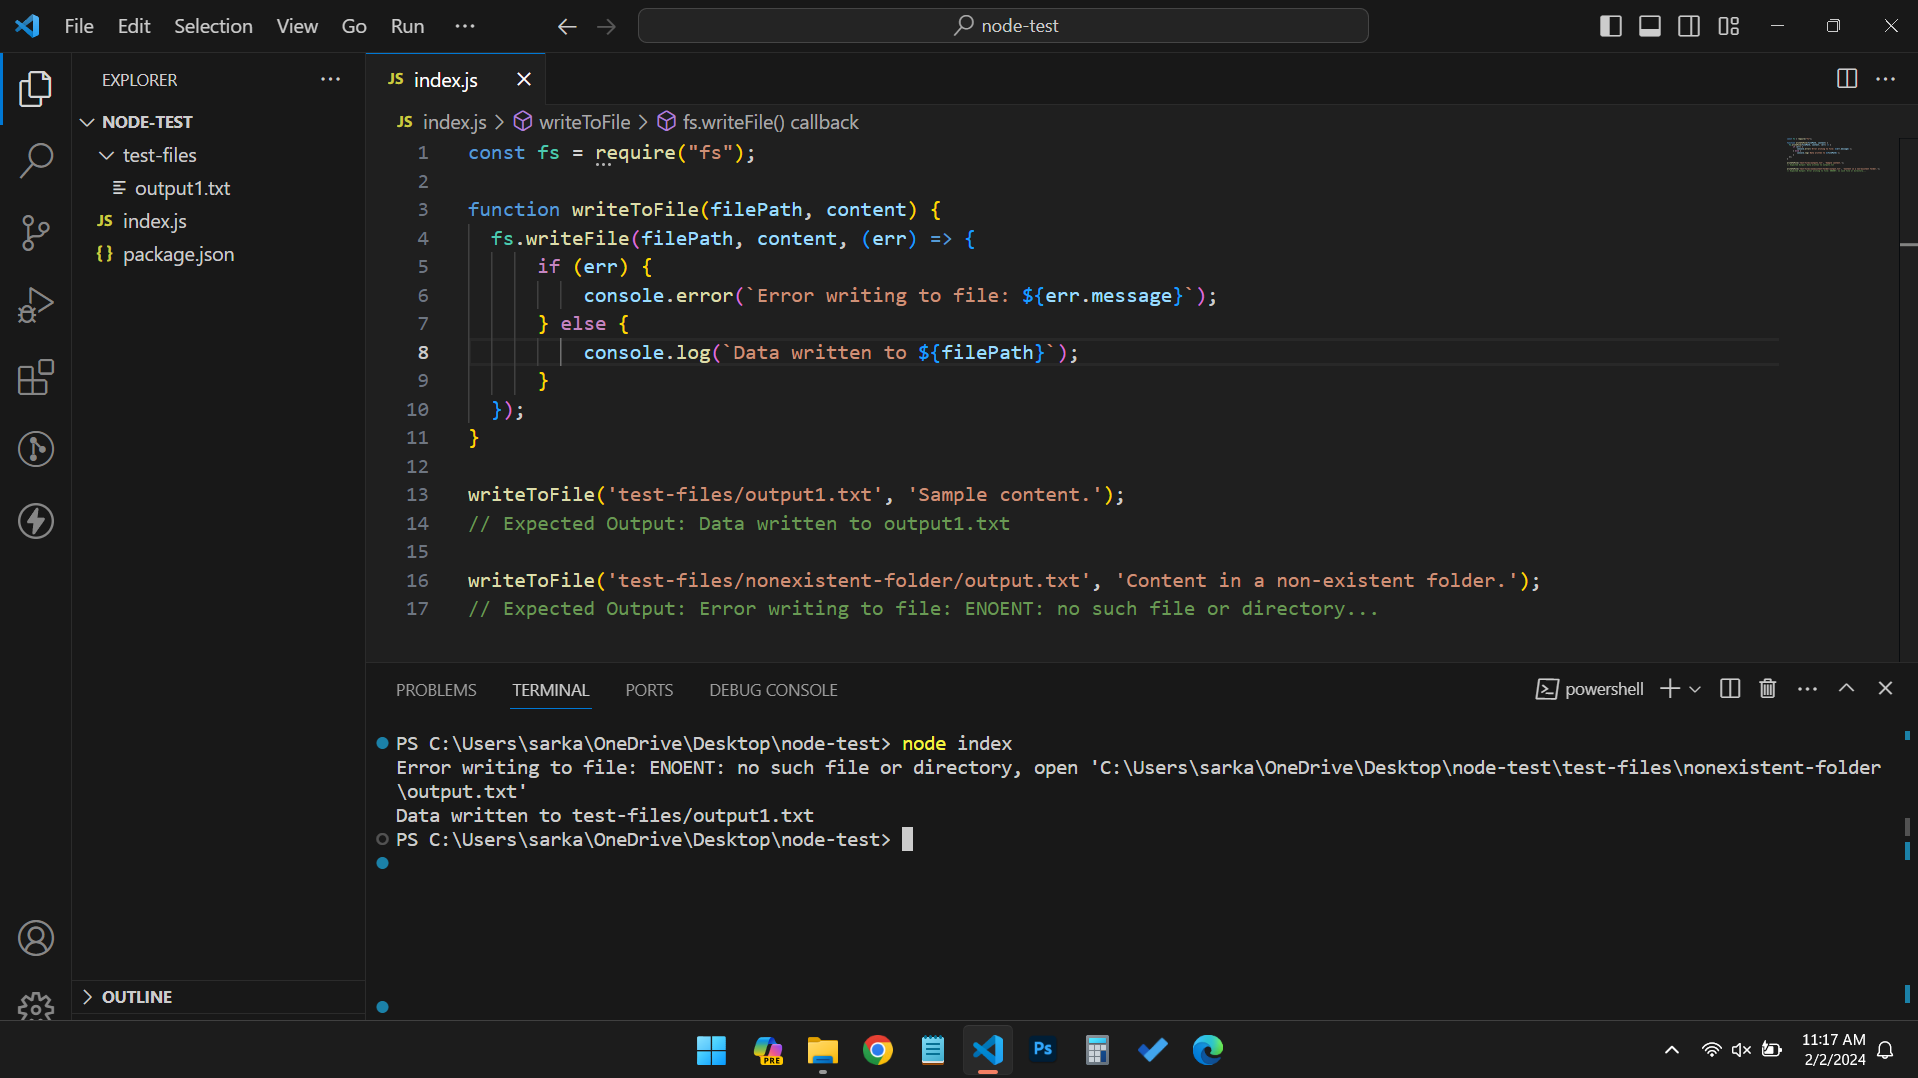 File Edit Selection View Go Run ...
node-test
EXPLORER
NODE-TEST
test-files
output1.txt
JS index.js
{} package.json
OUTLINE
JS index.js
JS index.js > writeToFile > fs.writeFile() callback
1 const fs = require("fs");
2
3 function writeToFile(filePath, content) {
4 fs.writeFile(filePath, content, (err) => {
5 if (err) {
6 console.error(`Error writing to file: ${err.message}`);
7 } else {
8 console.log(`Data written to ${filePath}`);
9 }
10 });
11 }
12
13 writeToFile('test-files/output1.txt', 'Sample content.');
14 // Expected Output: Data written to output1.txt
15
16 writeToFile('test-files/nonexistent-folder/output.txt', 'Content in a non-existent folder.');
17 // Expected Output: Error writing to file: ENOENT: no such file or directory...
PROBLEMS TERMINAL PORTS DEBUG CONSOLE
powershell
PS C:\Users\sarka\OneDrive\Desktop\node-test> node index
Error writing to file: ENOENT: no such file or directory, open 'C:\Users\sarka\OneDrive\Desktop\node-test\test-files\nonexistent-folder
\output.txt'
Data written to test-files/output1.txt
PS C:\Users\sarka\OneDrive\Desktop\node-test>
PRE
Ps
11:17 AM
2/2/2024